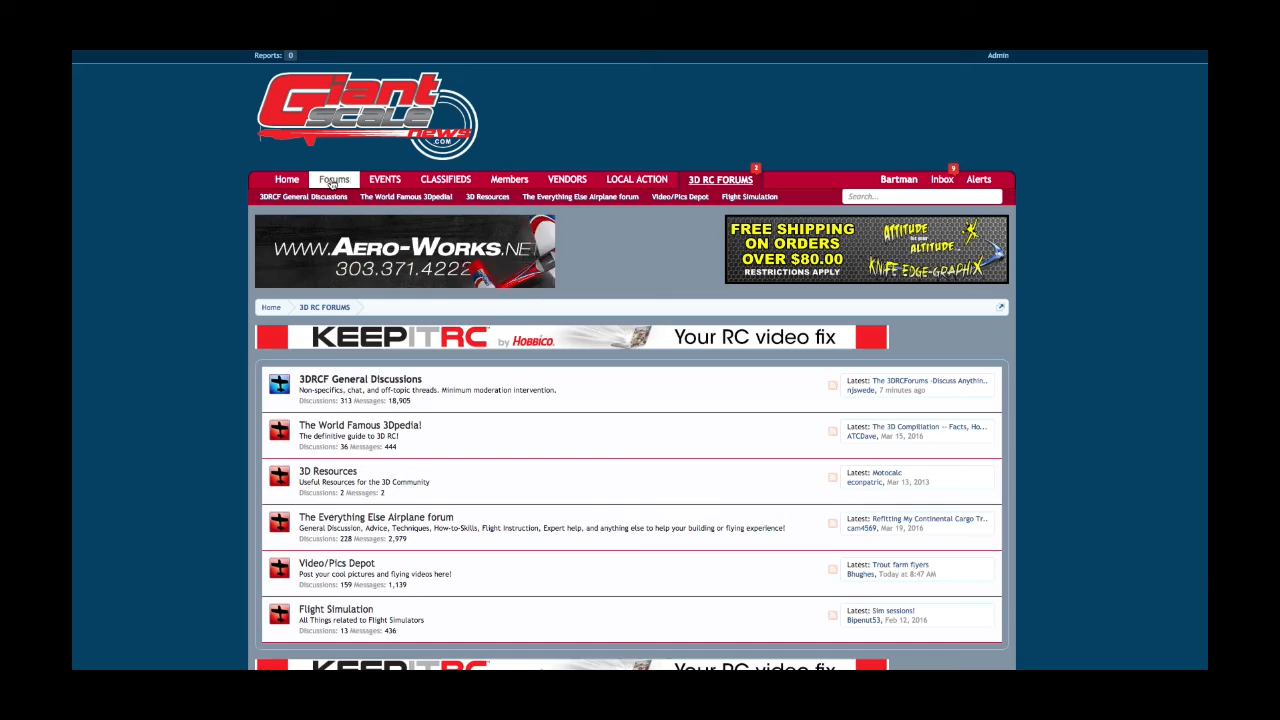 Reports: 0
Admin
Giant
scale
news
.COM
Home Forums EVENTS CLASSIFIEDS Members VENDORS LOCAL ACTION 3D RC FORUMS 2 Bartman Inbox 9 Alerts
3DRCF General Discussions The World Famous 3Dpedia! 3D Resources The Everything Else Airplane forum Video/Pics Depot Flight Simulation Search...
WWW.AERO-WORKS.NET
303.371.4222
FREE SHIPPING
ON ORDERS
OVER $80.00
RESTRICTIONS APPLY
ATTITUDE
for your
ALTITUDE
KNIFE EDGE-GRAPHIX
Home 3D RC FORUMS
KEEPITRC by HOBBICO. Your RC video fix
3DRCF General Discussions
Non-specifics, chat, and off-topic threads. Minimum moderation intervention.
Discussions: 313 Messages: 18,905
Latest: The 3DRCForums -Discuss Anythin..
njswede, 7 minutes ago
The World Famous 3Dpedia!
The definitive guide to 3D RC!
Discussions: 36 Messages: 444
Latest: The 3D Compilation -- Facts, Ho...
ATCDave, Mar 15, 2016
3D Resources
Useful Resources for the 3D Community
Discussions: 2 Messages: 2
Latest: Motocalc
econpatric, Mar 13, 2013
The Everything Else Airplane forum
General Discussion, Advice, Techniques, How-to-Skills, Flight Instruction, Expert help, and anything else to help your building or flying experience!
Discussions: 228 Messages: 2,979
Latest: Refitting My Continental Cargo Tr..
cam4569, Mar 19, 2016
Video/Pics Depot
Post your cool pictures and flying videos here!
Discussions: 159 Messages: 1,139
Latest: Trout farm flyers
Bhughes, Today at 8:47 AM
Flight Simulation
All Things related to Flight Simulators
Discussions: 13 Messages: 436
Latest: Sim sessions!
Bipenut53, Feb 12, 2016
KEEPITRC Your RC video fix